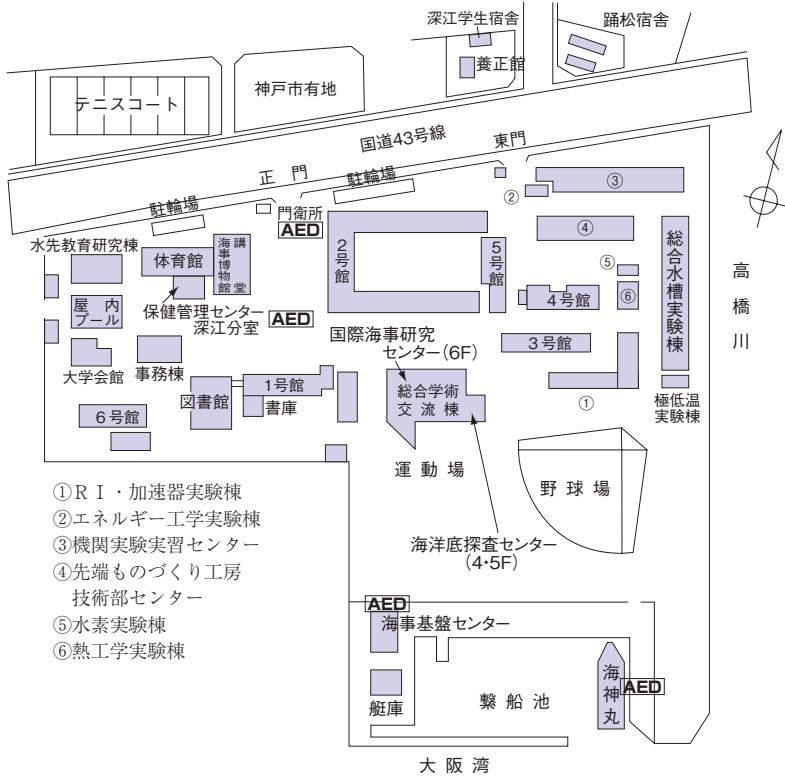 深江学生宿舎
踊松宿舎
養正館
テニスコート
神戸市有地
国道43号線
東門
正門
駐輪場
駐輪場
門衛所
AED
②
③
④
⑤
⑥
水先教育研究棟
体育館
海事博物館
講堂
2号館
5号館
4号館
総合水槽実験棟
高橋川
保健管理センター
深江分室
屋内
プール
AED
国際海事研究
センター(6F)
3号館
大学会館
事務棟
1号館
図書館
書庫
総合学術
交流棟
①
極低温
実験棟
6号館
運動場
野球場
①RI・加速器実験棟
②エネルギー工学実験棟
③機関実験実習センター
④先端ものづくり工房
技術部センター
⑤水素実験棟
⑥熱工学実験棟
海洋底探査センター
(4・5F)
AED
海事基盤センター
海神丸
AED
艇庫
繋船池
大阪湾